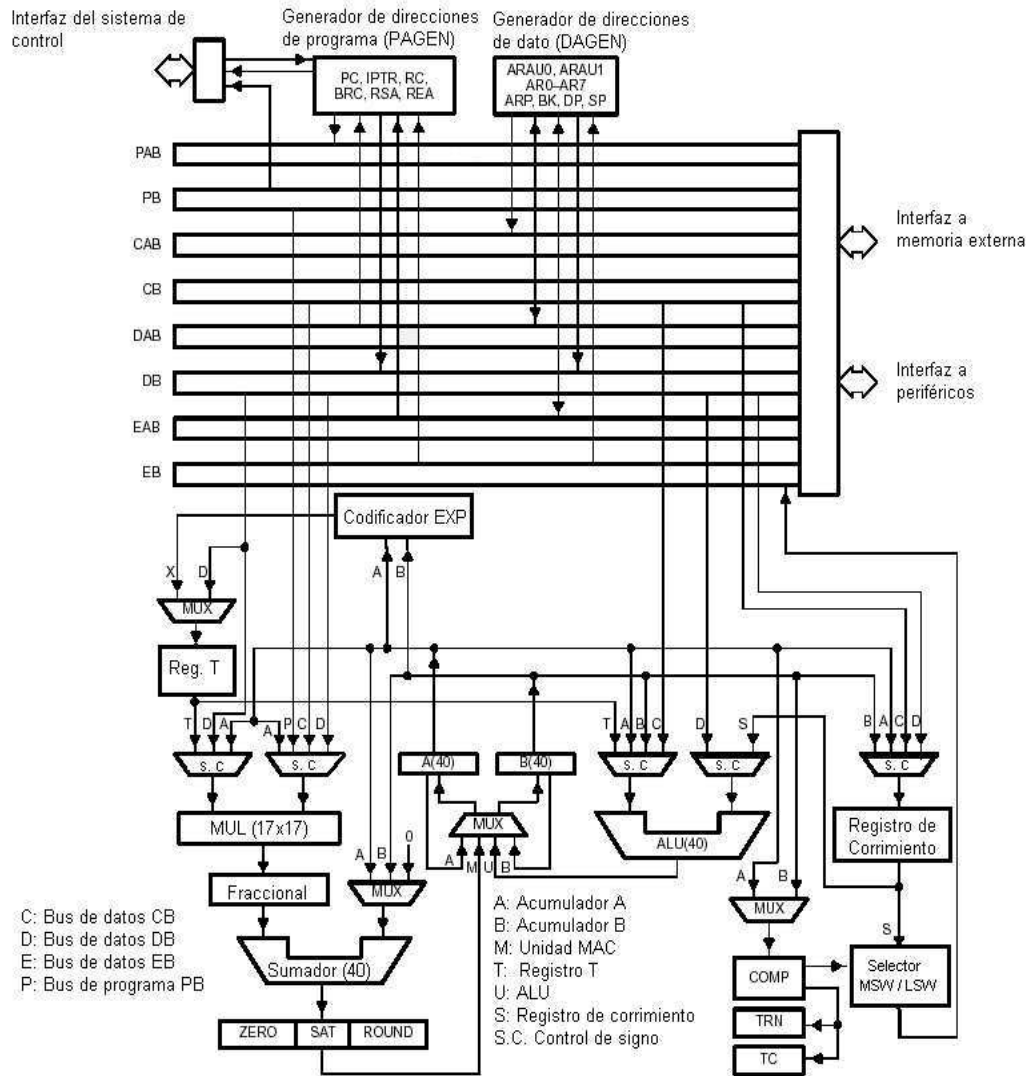 Interfaz del sistema de
control
Generador de direcciones
de programa (PAGEN)
Generador de direcciones
de dato (DAGEN)
PC, IPTR, RC,
BRC, RSA, REA
ARAU0, ARAU1
AR0–AR7
ARP, BK, DP, SP
PAB
PB
CAB
CB
DAB
DB
EAB
EB
Interfaz a
memoria externa
Interfaz a
periféricos
Codificador EXP
X
D
A
B
MUX
Reg. T
T
D
A
A
P
C
D
S. C
S. C
A(40)
B(40)
T
A
B
C
D
S
S. C
S. C
B
A
C
D
S. C
MUL (17x17)
A
B
0
MUX
MUX
A
M
U
B
ALU(40)
Registro de
Corrimiento
Fraccional
A
B
MUX
S
Sumador (40)
COMP
Selector
MSW / LSW
ZERO
SAT
ROUND
TRN
TC
C: Bus de datos CB
D: Bus de datos DB
E: Bus de datos EB
P: Bus de programa PB
A: Acumulador A
B: Acumulador B
M: Unidad MAC
T: Registro T
U: ALU
S: Registro de corrimiento
S.C. Control de signo